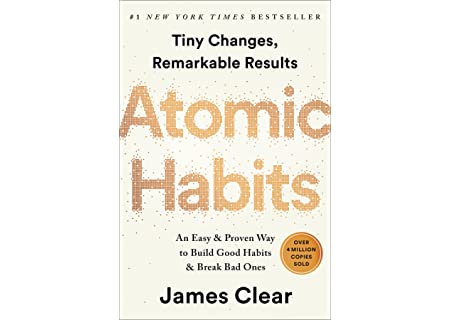 #1 NEW YORK TIMES BESTSELLER
Tiny Changes,
Remarkable Results
Atomic
Habits
An Easy & Proven Way
to Build Good Habits
& Break Bad Ones
OVER
4 MILLION
COPIES
SOLD
James Clear